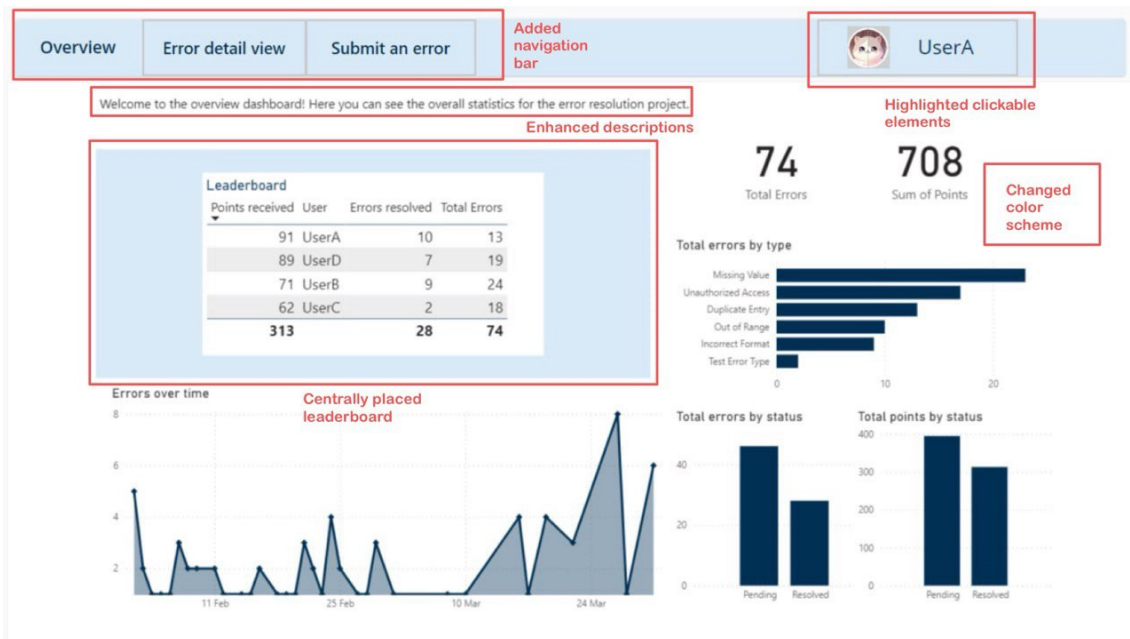 Overview
Error detail view
Submit an error
Added
navigation
bar
UserA
Highlighted clickable
elements
Welcome to the overview dashboard! Here you can see the overall statistics for the error resolution project.
Enhanced descriptions
Leaderboard
Points received User Errors resolved Total Errors
91 UserA 10 13
89 UserD 7 19
71 UserB 9 24
62 UserC 2 18
313 28 74
Centrally placed
leaderboard
74
Total Errors
708
Sum of Points
Changed
color
scheme
Total errors by type
Missing Value
Unauthorized Access
Duplicate Entry
Out of Range
Incorrect Format
Test Error Type
0 10 20
Errors over time
8
6
4
2
11 Feb 25 Feb 10 Mar 24 Mar
Total errors by status
40
20
0
Pending Resolved
Total points by status
400
300
200
100
0
Pending Resolved